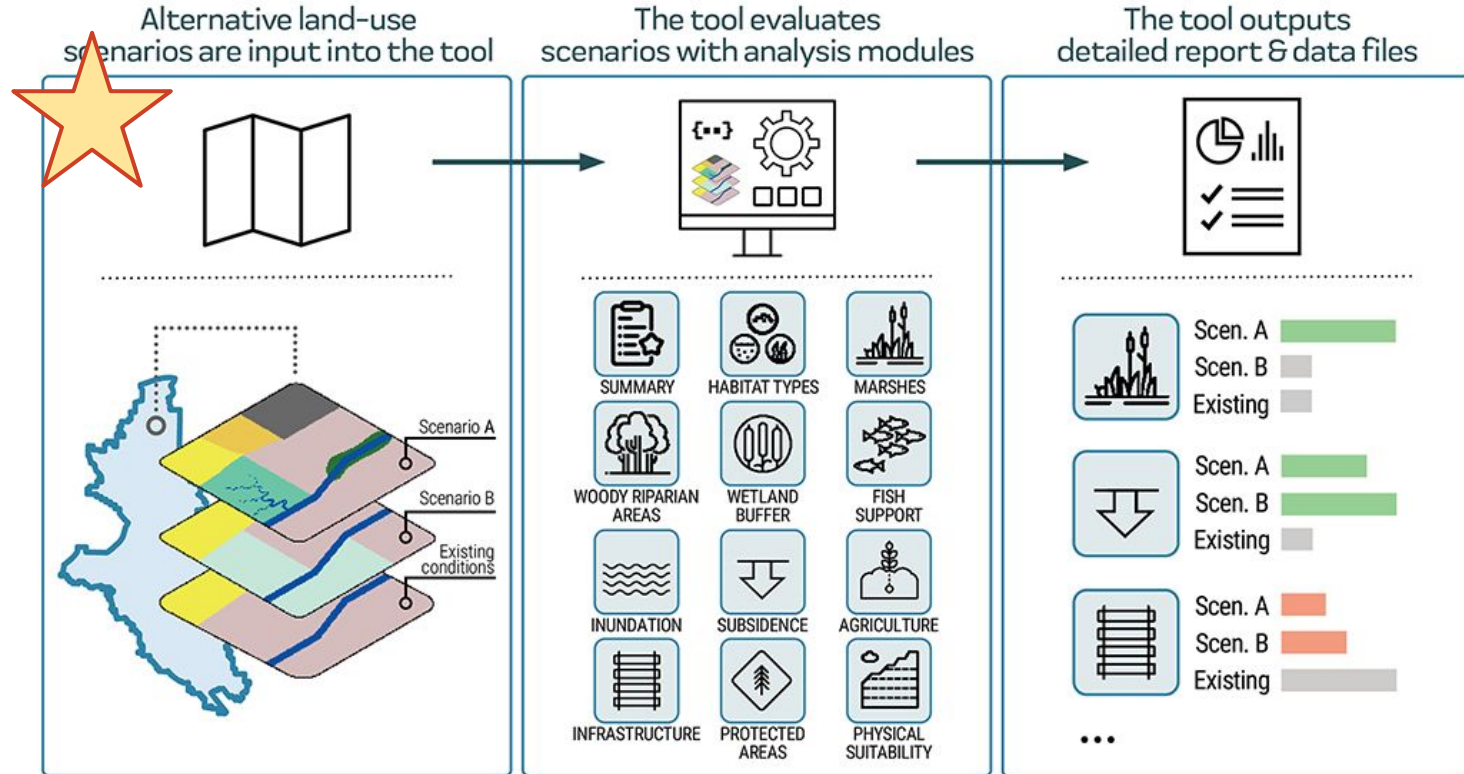 Alternative land-use
scenarios are input into the tool
The tool evaluates
scenarios with analysis modules
The tool outputs
detailed report & data files
Scenario A
Scenario B
Existing
conditions
{▪▪}
SUMMARY
HABITAT TYPES
MARSHES
WOODY RIPARIAN
AREAS
WETLAND
BUFFER
FISH
SUPPORT
INUNDATION
SUBSIDENCE
AGRICULTURE
INFRASTRUCTURE
PROTECTED
AREAS
PHYSICAL
SUITABILITY
Scen. A
Scen. B
Existing
Scen. A
Scen. B
Existing
Scen. A
Scen. B
Existing
...